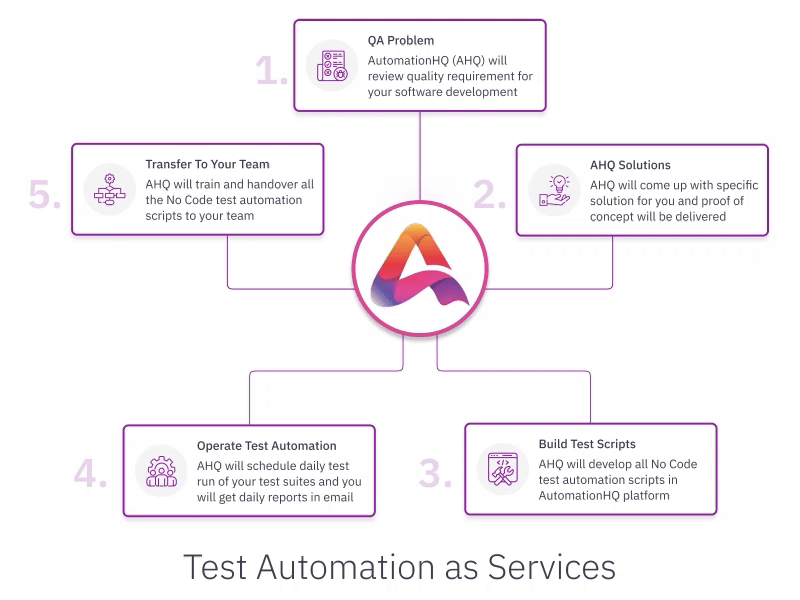 1.
QA Problem
AutomationHQ (AHQ) will
review quality requirement for
your software development
5.
Transfer To Your Team
AHQ will train and handover all
the No Code test automation
scripts to your team
2.
AHQ Solutions
AHQ will come up with specific
solution for you and proof of
concept will be delivered
4.
Operate Test Automation
AHQ will schedule daily test
run of your test suites and you
will get daily reports in email
3.
Build Test Scripts
AHQ will develop all No Code
test automation scripts in
AutomationHQ platform
Test Automation as Services